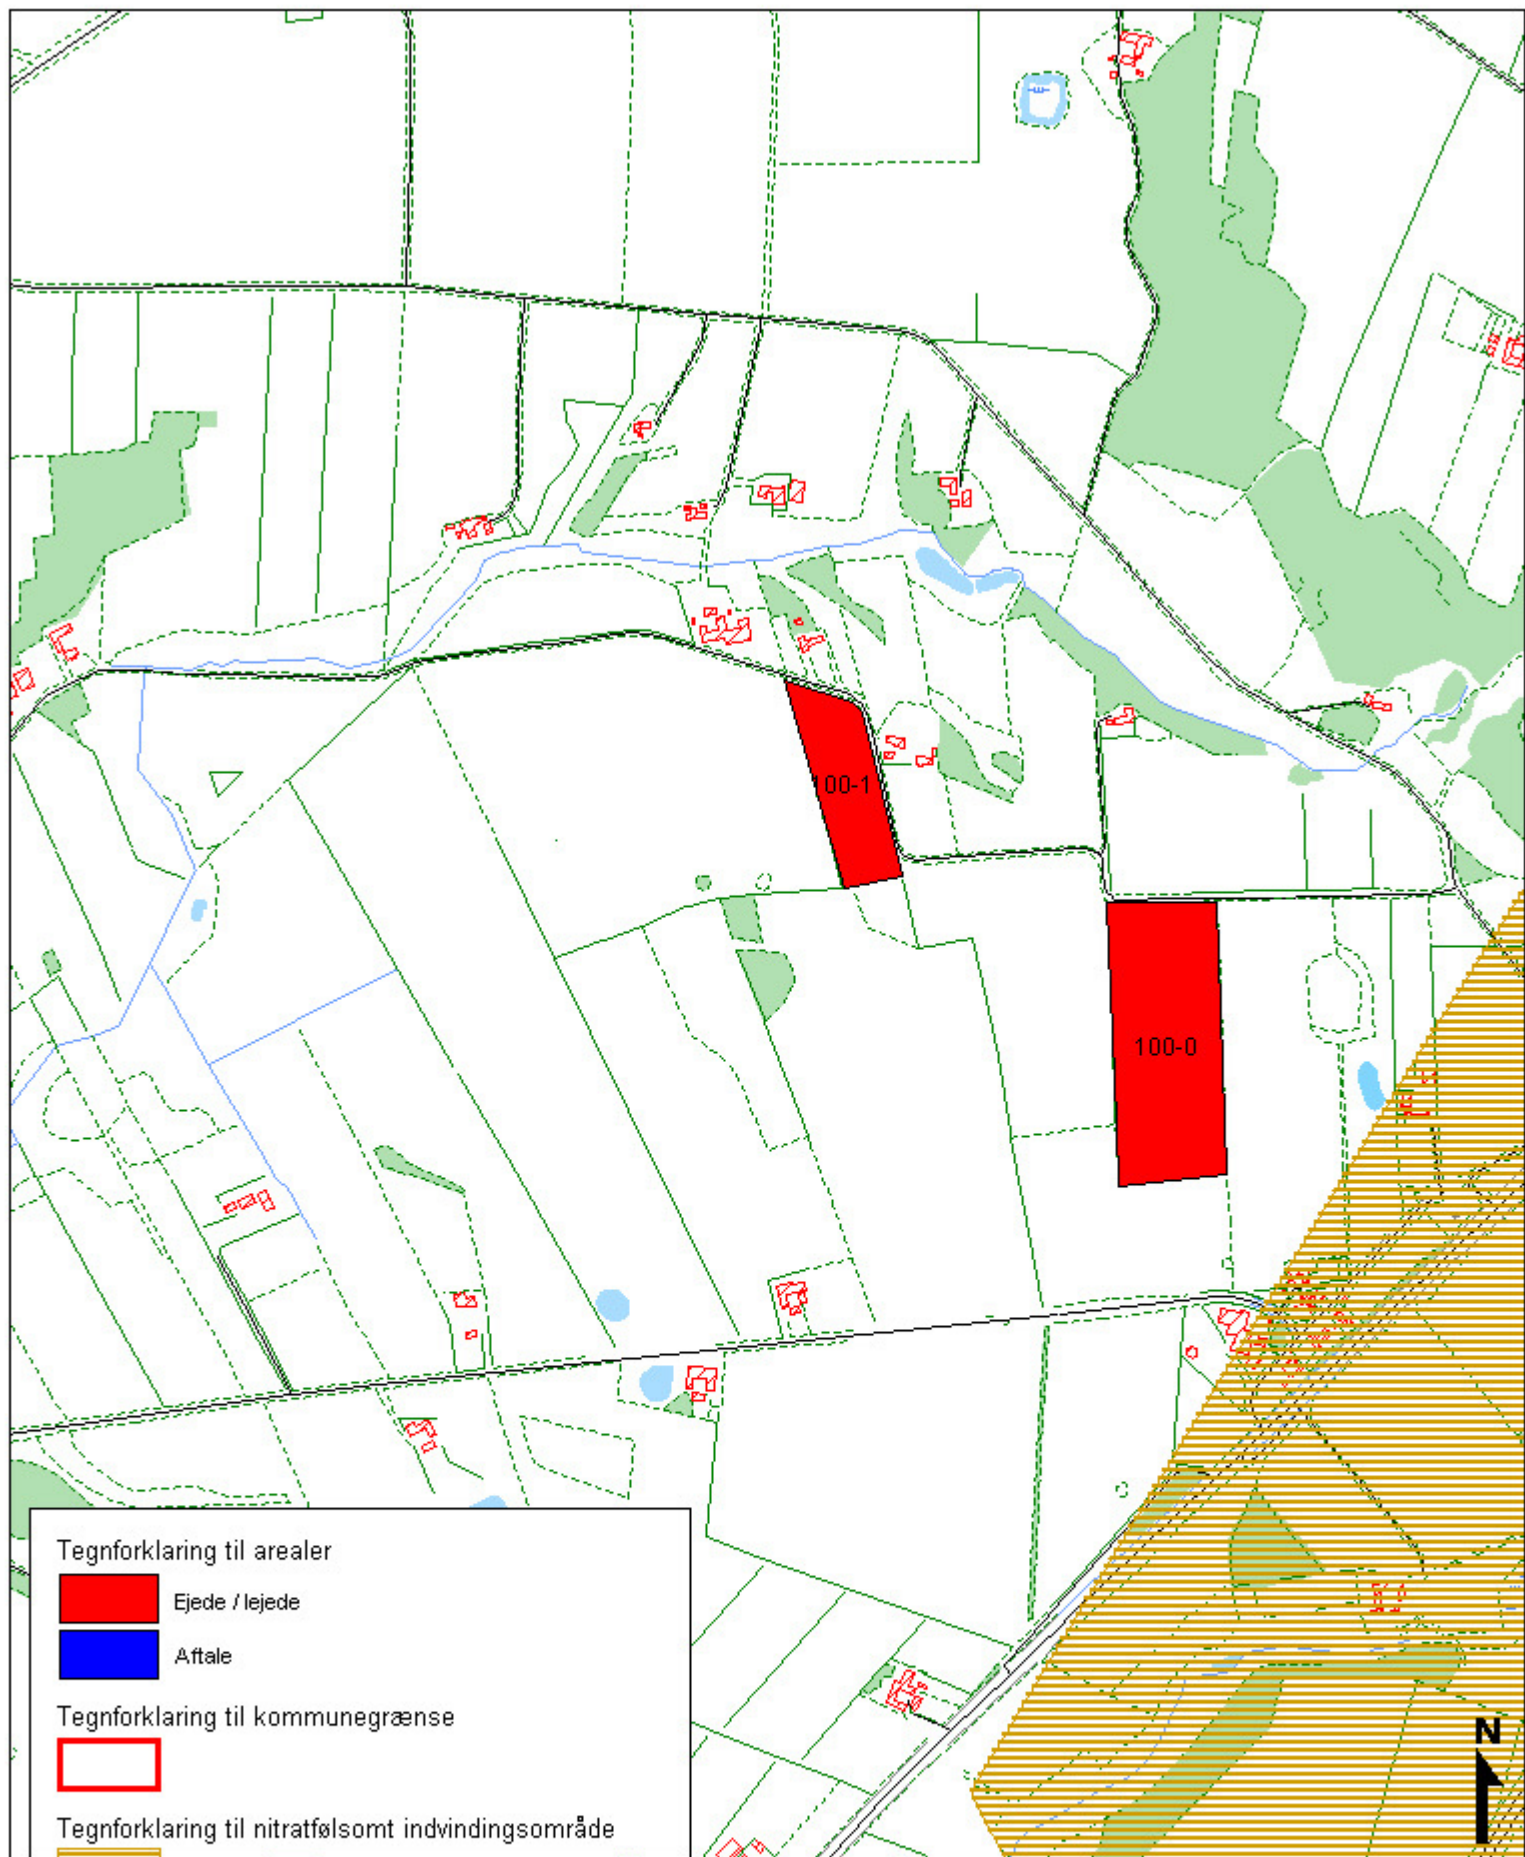 100-1
100-0
Tegnforklaring til arealer
Ejede / lejede
Aftale
Tegnforklaring til kommunegrænse
N
Tegnforklaring til nitratfølsomt indvindingsområde